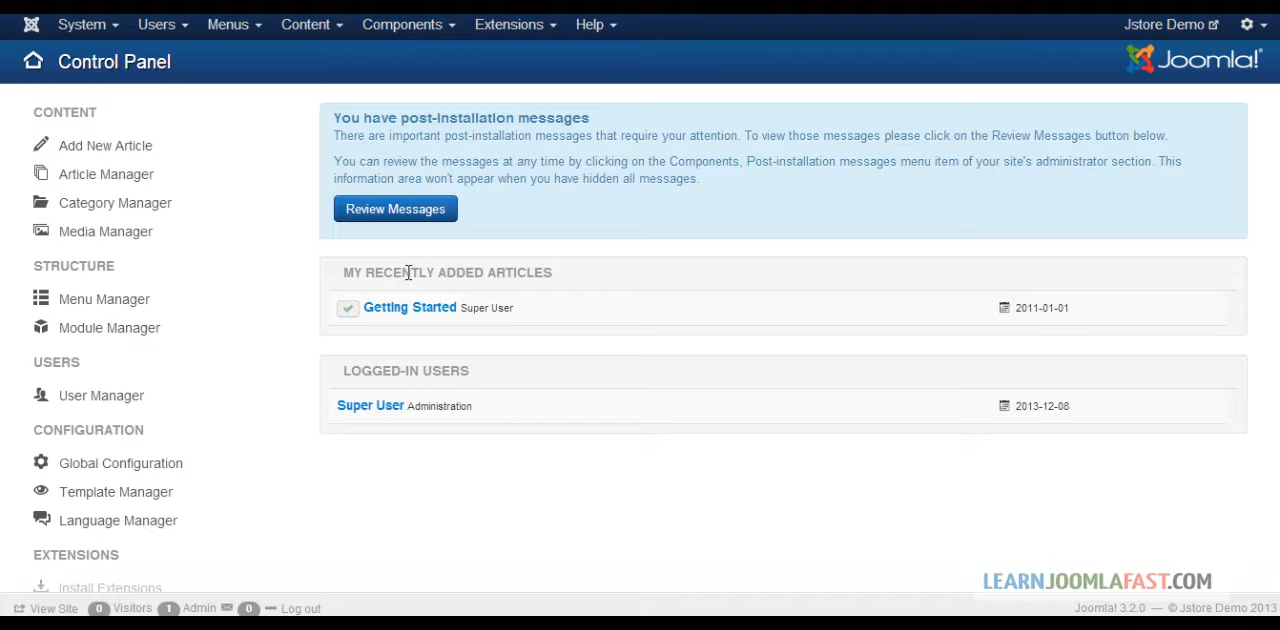 System Users Menus Content Components Extensions Help Jstore Demo
Control Panel Joomla!
CONTENT
Add New Article
Article Manager
Category Manager
Media Manager
STRUCTURE
Menu Manager
Module Manager
USERS
User Manager
CONFIGURATION
Global Configuration
Template Manager
Language Manager
EXTENSIONS
Install Extensions
You have post-installation messages
There are important post-installation messages that require your attention. To view those messages please click on the Review Messages button below.
You can review the messages at any time by clicking on the Components, Post-installation messages menu item of your site's administrator section. This
information area won't appear when you have hidden all messages.
Review Messages
MY RECENTLY ADDED ARTICLES
Getting Started Super User 2011-01-01
LOGGED-IN USERS
Super User Administration 2013-12-08
LEARNJOOMLAFAST.COM
View Site 0 Visitors 1 Admin 0 Log out Joomla! 3.2.0 — © Jstore Demo 2013